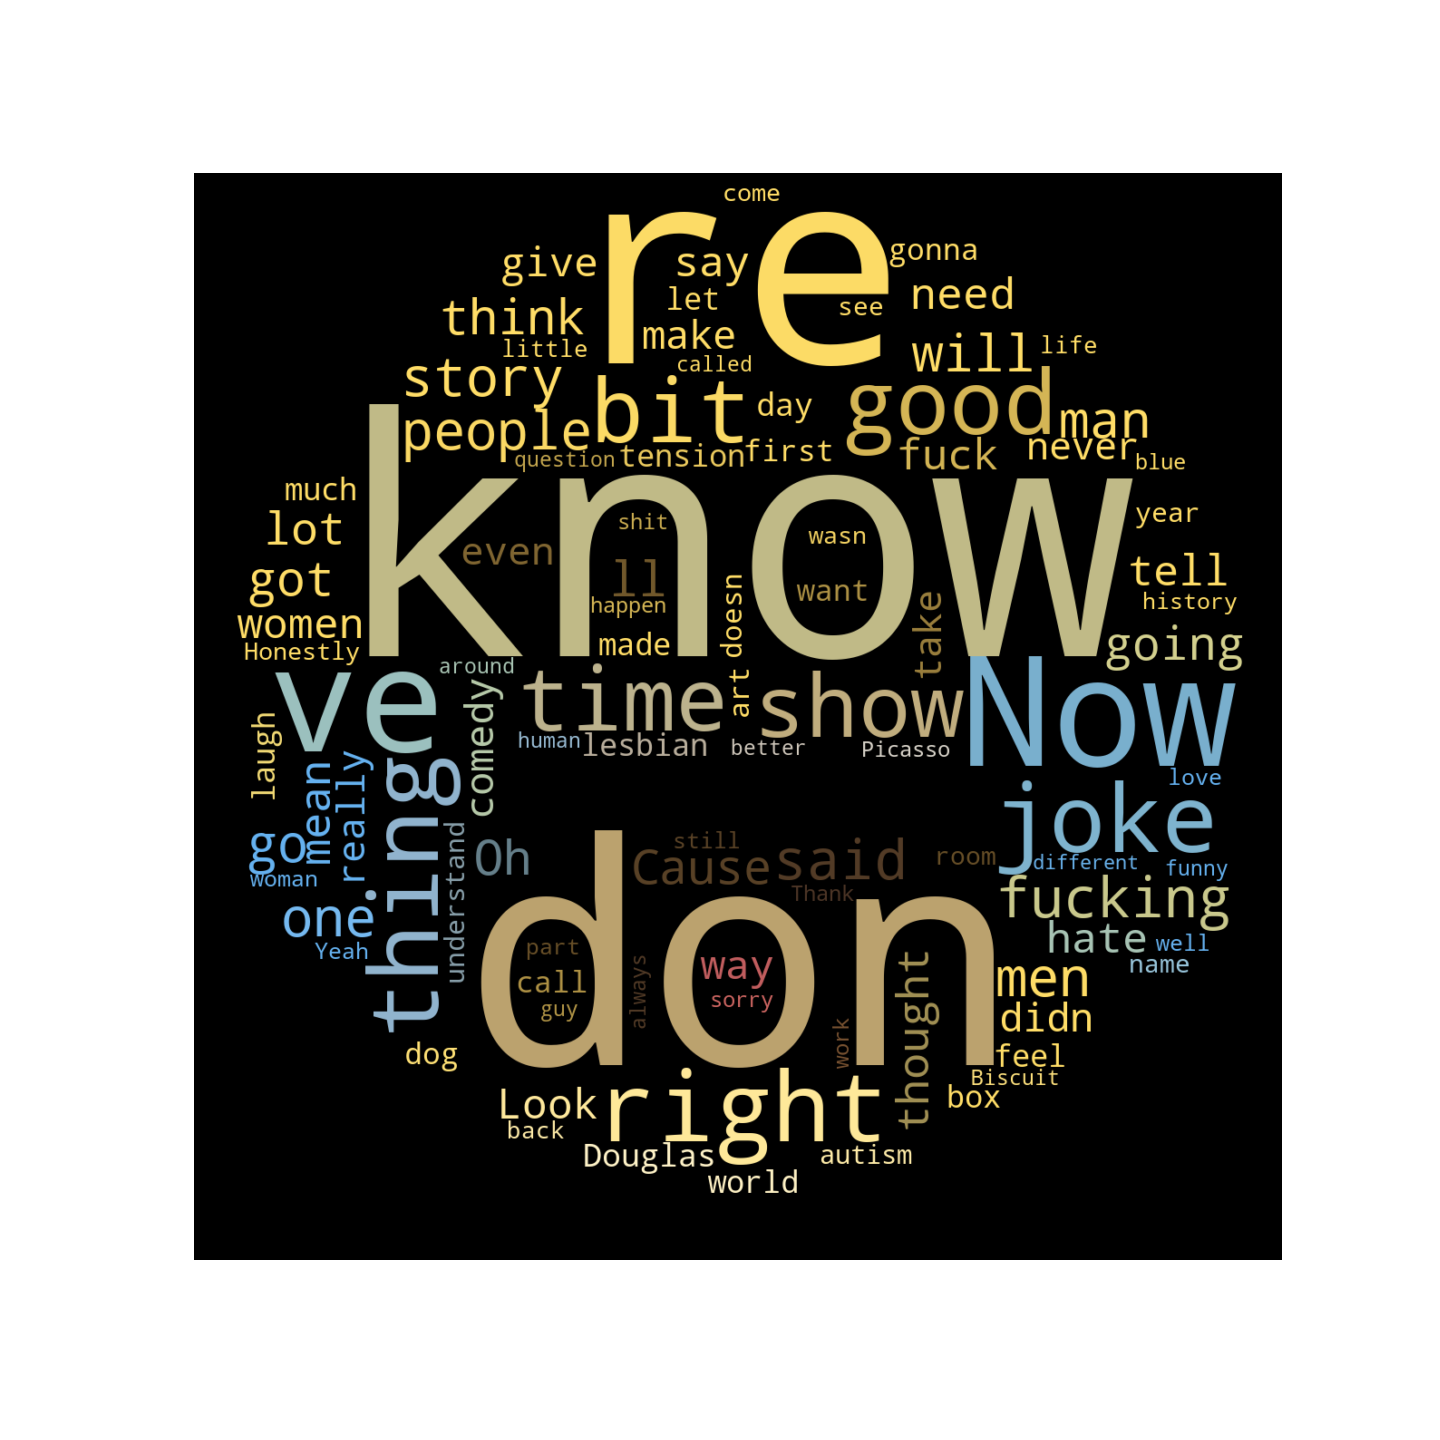 come
re
give
say
gonna
let
need
see
think
make
little
called
will
life
story
bit
day
good
man
people
tension
first
fuck
never
question
blue
know
much
lot
shit
wasn
year
even
ll
want
tell
got
happen
doesn
take
history
women
made
going
Honestly
around
ve
time
art
show
Now
comedy
human
lesbian
better
Picasso
love
laugh
mean
really
thing
joke
go
woman
Oh
understand
still
Cause
said
Thank
room
different
funny
one
Yeah
don
fucking
hate
well
name
part
call
guy
always
way
sorry
work
thought
men
didn
feel
Biscuit
box
dog
Look
right
back
Douglas
autism
world